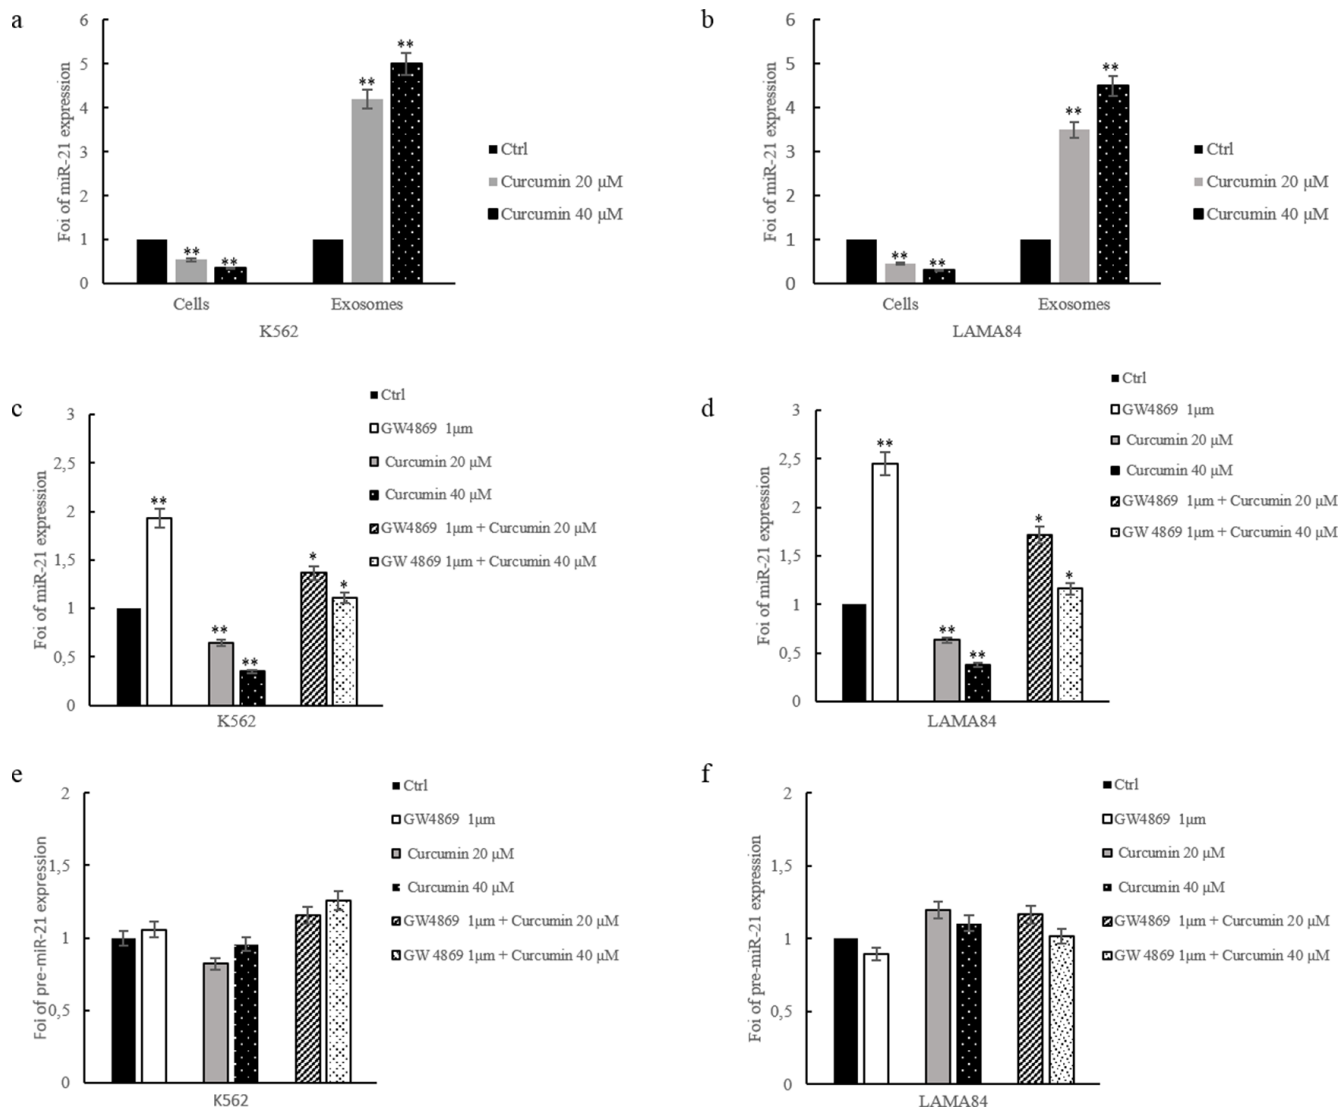 a
6
5
4
3
2
1
0
Foi of miR-21 expression
**
**
**
**
Cells
Exosomes
K562
Ctrl
Curcumin 20 μM
Curcumin 40 μM
b
6
5
4
3
2
1
0
Foi of miR-21 expression
**
**
**
**
Cells
Exosomes
LAMA84
Ctrl
Curcumin 20 μM
Curcumin 40 μM
c
3
2,5
2
1,5
1
0,5
0
Foi of miR-21 expression
**
**
**
*
*
K562
Ctrl
GW4869 1μm
Curcumin 20 μM
Curcumin 40 μM
GW4869 1μm + Curcumin 20 μM
GW 4869 1μm + Curcumin 40 μM
d
3
2,5
2
1,5
1
0,5
0
Foi of miR-21 expression
**
**
**
*
*
LAMA84
Ctrl
GW4869 1μm
Curcumin 20 μM
Curcumin 40 μM
GW4869 1μm + Curcumin 20 μM
GW 4869 1μm + Curcumin 40 μM
e
2
1,5
1
0,5
0
Foi of pre-miR-21 expression
K562
Ctrl
GW4869 1μm
Curcumin 20 μM
Curcumin 40 μM
GW4869 1μm + Curcumin 20 μM
GW 4869 1μm + Curcumin 40 μM
f
2
1,5
1
0,5
0
Foi of pre-miR-21 expression
LAMA84
Ctrl
GW4869 1μm
Curcumin 20 μM
Curcumin 40 μM
GW4869 1μm + Curcumin 20 μM
GW 4869 1μm + Curcumin 40 μM